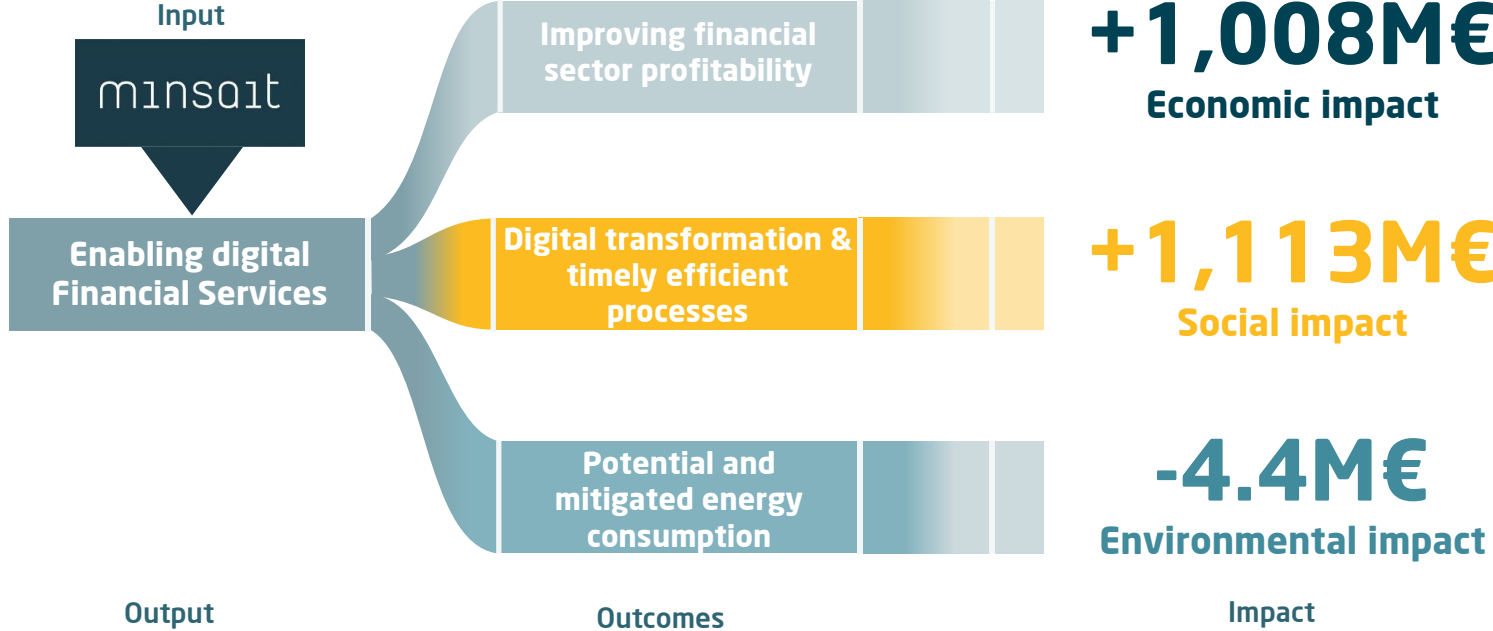 Input
minsait
Enabling digital
Financial Services
Improving financial
sector profitability
+1,008M€
Economic impact
Digital transformation &
timely efficient
processes
+1,113M€
Social impact
Potential and
mitigated energy
consumption
-4.4M€
Environmental impact
Output
Outcomes
Impact